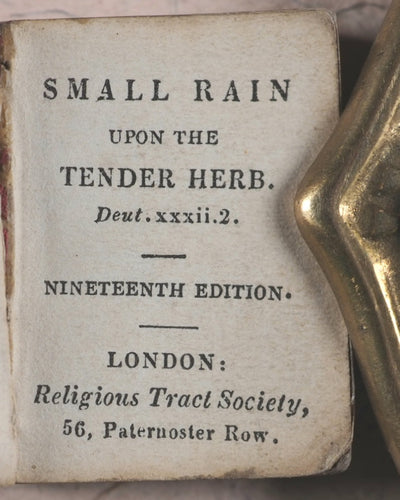 SMALL RAIN
UPON THE
TENDER HERB.
Deut. xxxii. 2.
NINETEENTH EDITION.
LONDON:
Religious Tract Society,
56, Paternoster Row.